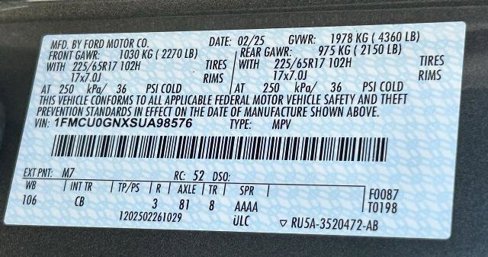 MFD. BY FORD MOTOR CO. 02/25 GVWR: 1978 KG ( 4360 LB)
FRONT GAWR: 1030 KG ( 2270 LB) REAR GAWR: 975 KG ( 2150 LB)
WITH 225/65R17 102H TIRES WITH 225/65R17 102H TIRES
17x7.0J RIMS 17x7.0J RIMS
AT 250 kPa/ 36 PSI COLD AT 250 kPa/ 36 PSI COLD
THIS VEHICLE CONFORMS TO ALL APPLICABLE FEDERAL MOTOR VEHICLE SAFETY AND THEFT
PREVENTION STANDARDS IN EFFECT ON THE DATE OF MANUFACTURE SHOWN ABOVE.
VIN: 1FMCU0GNXSUA98576 TYPE: MPV
EXT PNT: M7 RC: 52 DSO:
WB INT TR TP/PS R AXLE TR SPR F0087
106 CB 3 81 8 AAAA T0198
1202502261029 ULC ▽ RU5A-3520472-AB